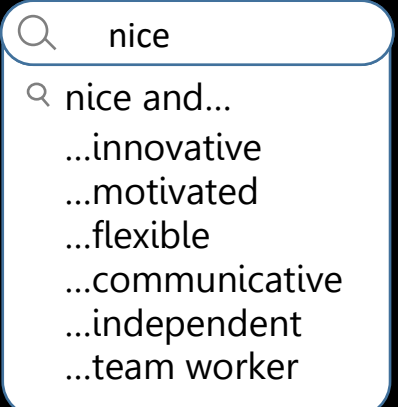 nice
nice and...
...innovative
...motivated
...flexible
...communicative
...independent
...team worker